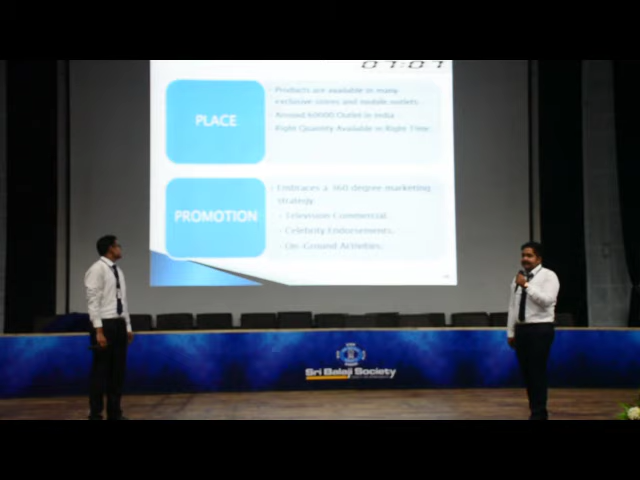 07:07
PLACE
Products are available in many
exclusive stores and mobile outlets.
Around 60000 Outlet in India
Right Quantity Available in Right Time
PROMOTION
Embraces a 360 degree marketing
strategy
- Television Commercial.
- Celebrity Endorsements.
- On-Ground Activities.
Sri Balaji Society